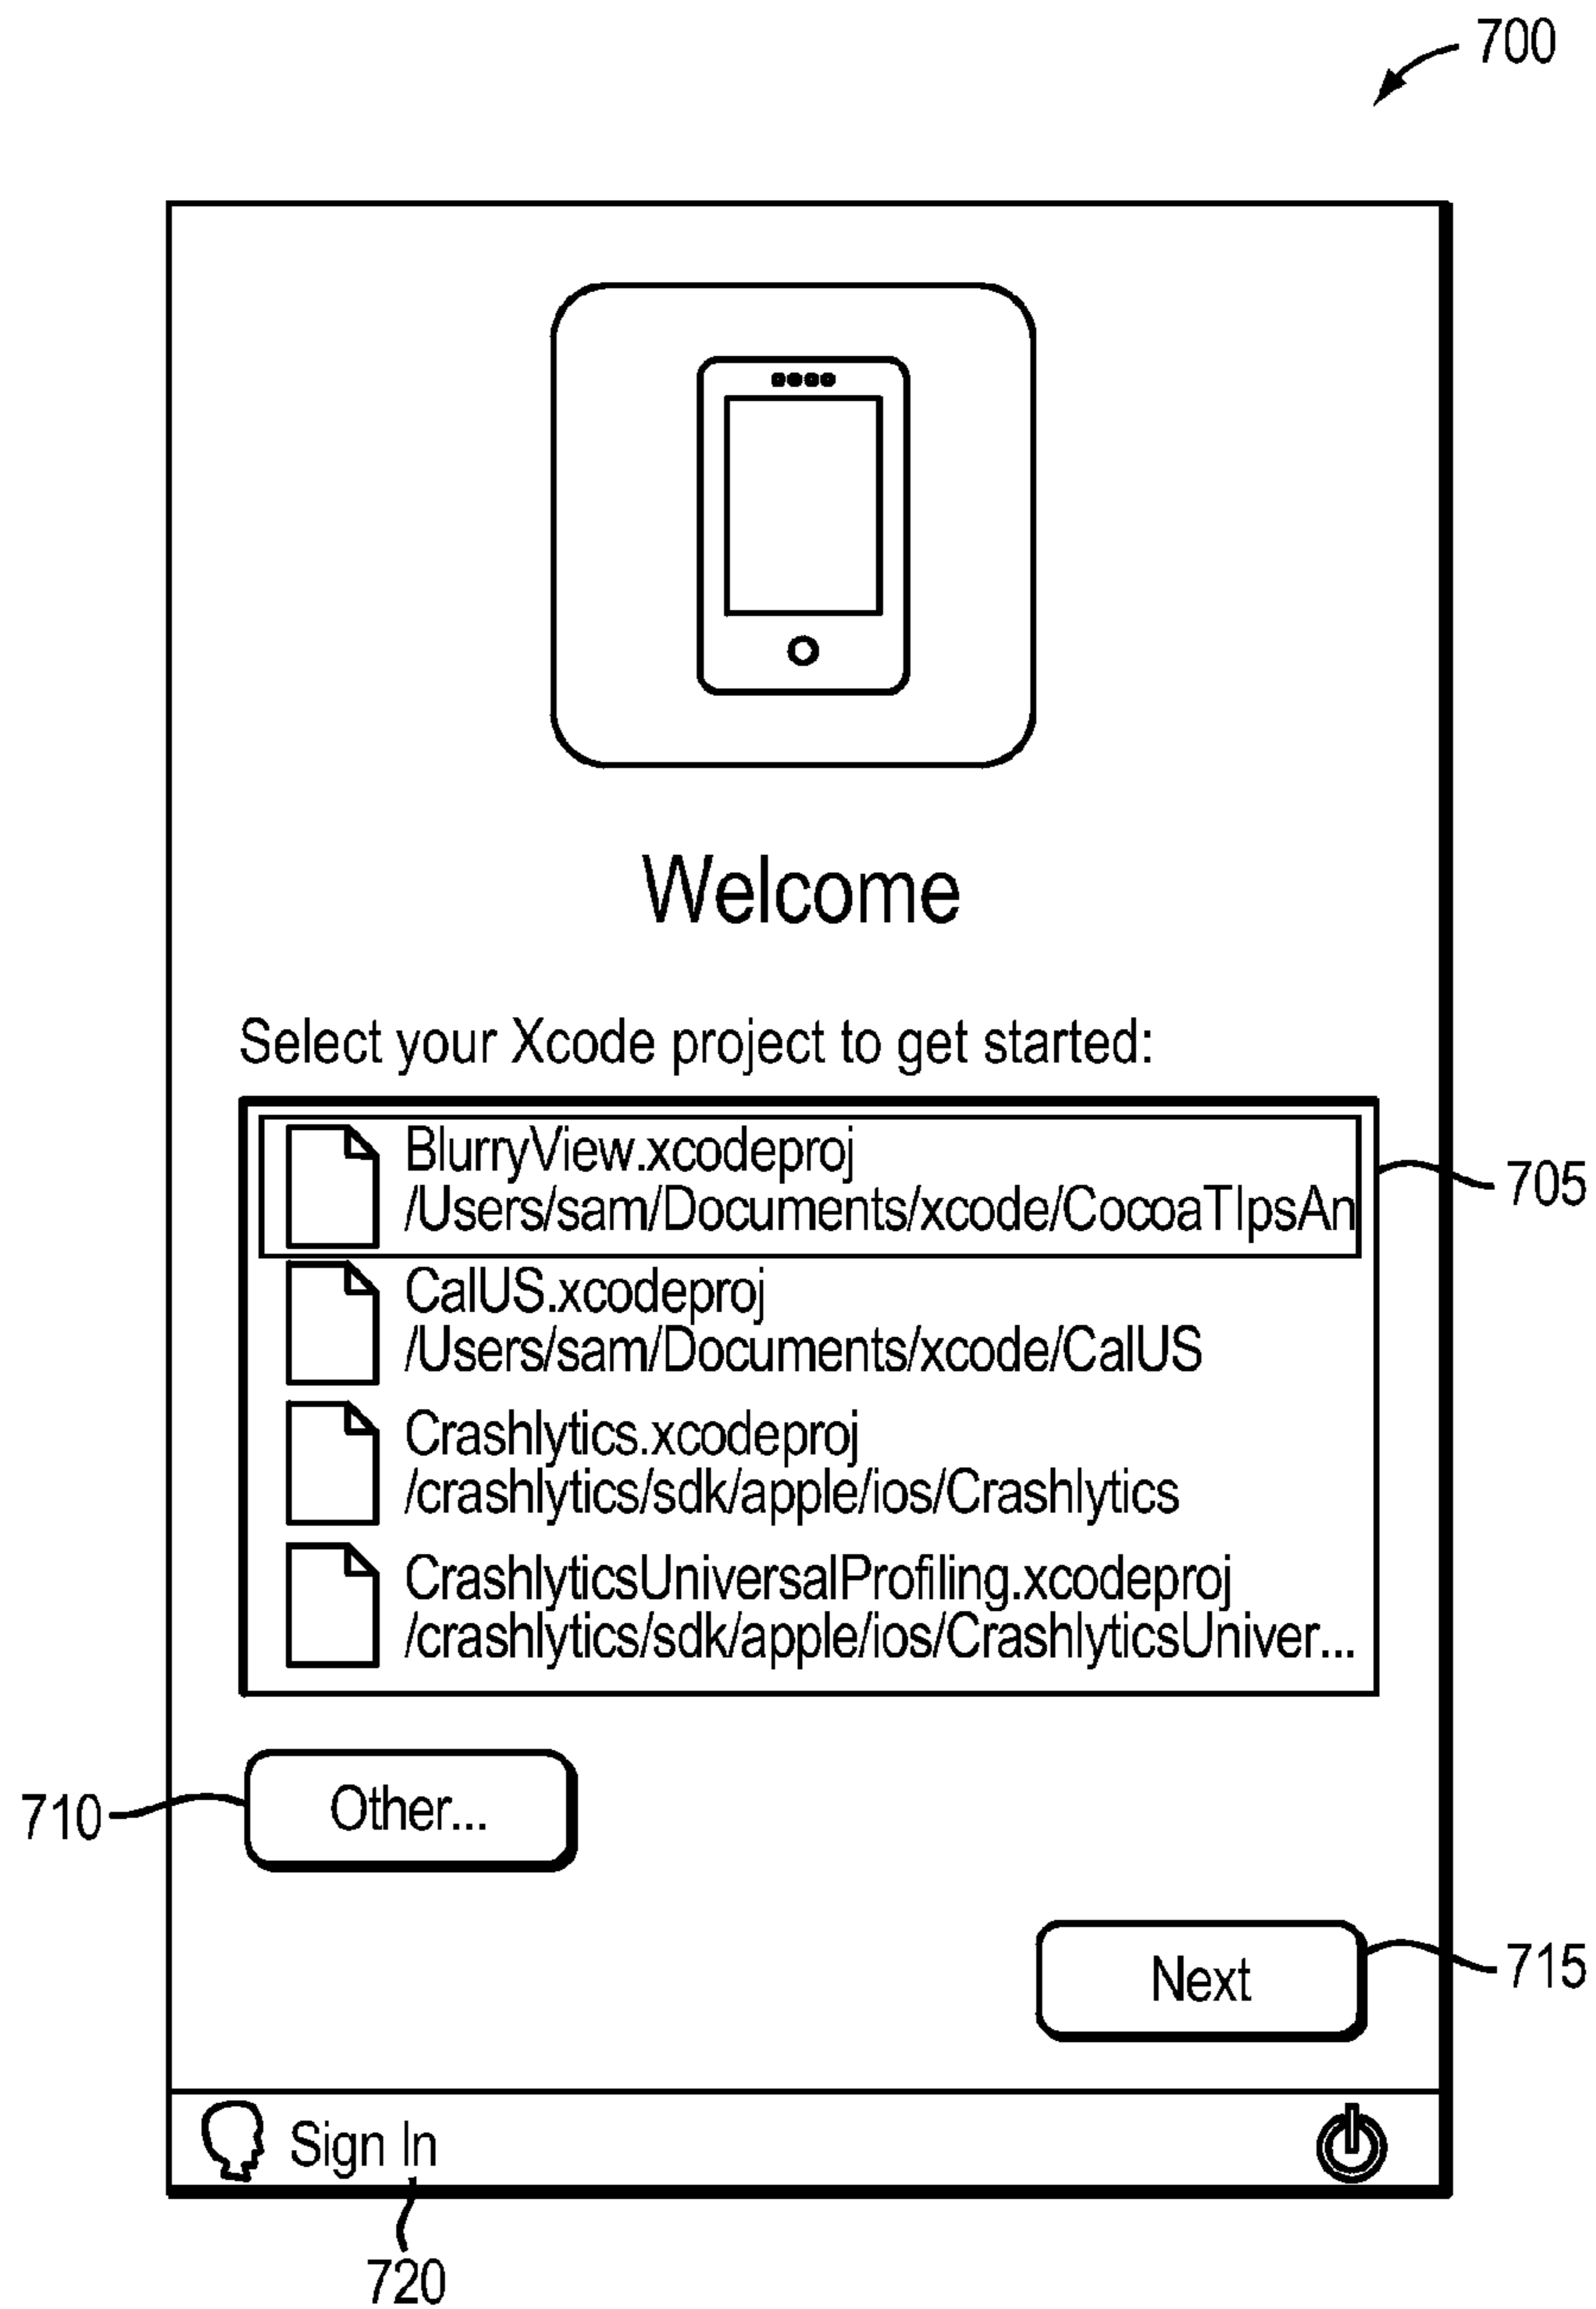 700
Welcome
Select your Xcode project to get started:
BlurryView.xcodeproj
/Users/sam/Documents/xcode/CocoaTIpsAn
705
CalUS.xcodeproj
/Users/sam/Documents/xcode/CalUS
Crashlytics.xcodeproj
/crashlytics/sdk/apple/ios/Crashlytics
CrashlyticsUniversalProfiling.xcodeproj
/crashlytics/sdk/apple/ios/CrashlyticsUniver...
710
Other...
Next
715
Sign In
720